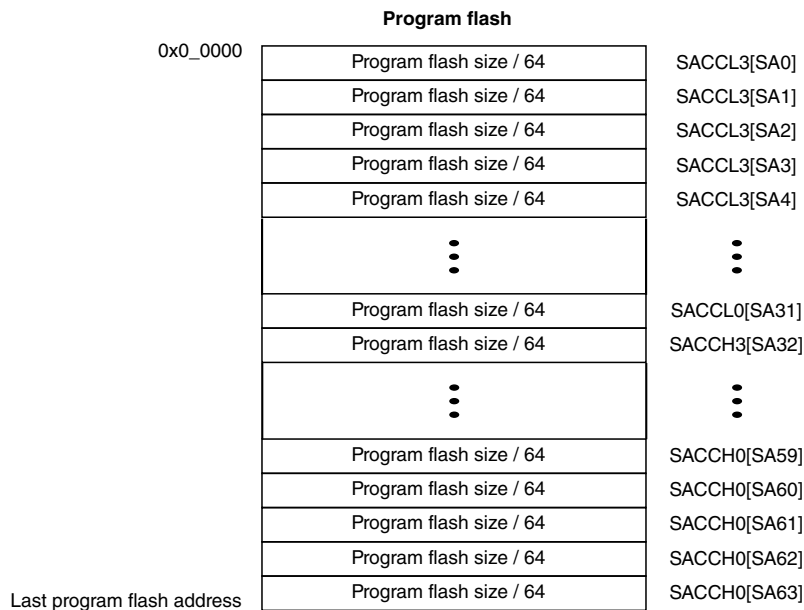 Program flash
0x0_0000
Program flash size / 64 SACCL3[SA0]
Program flash size / 64 SACCL3[SA1]
Program flash size / 64 SACCL3[SA2]
Program flash size / 64 SACCL3[SA3]
Program flash size / 64 SACCL3[SA4]
Program flash size / 64 SACCL0[SA31]
Program flash size / 64 SACCH3[SA32]
Program flash size / 64 SACCH0[SA59]
Program flash size / 64 SACCH0[SA60]
Program flash size / 64 SACCH0[SA61]
Program flash size / 64 SACCH0[SA62]
Program flash size / 64 SACCH0[SA63]
Last program flash address